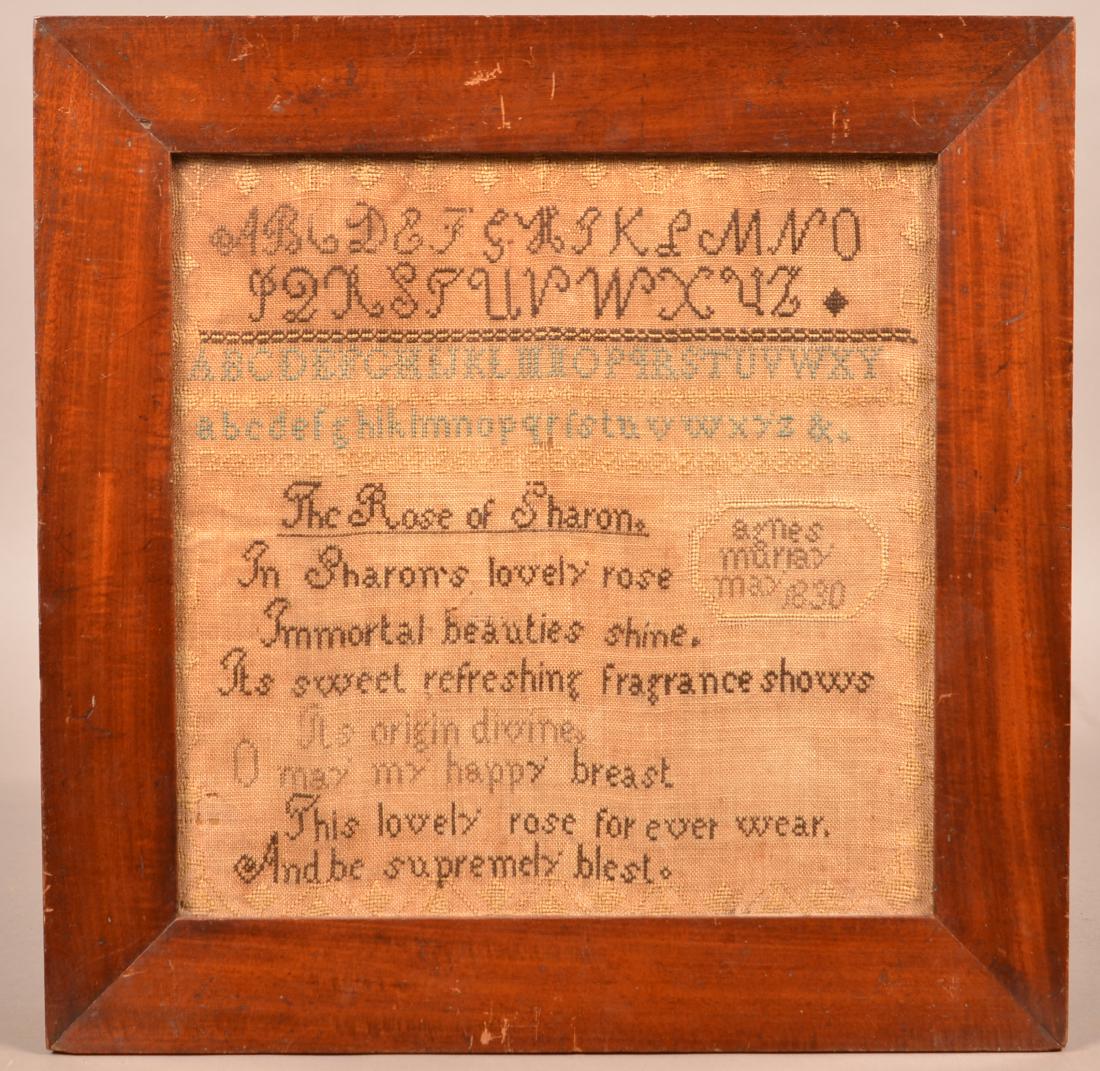 ABCDEFGHIKLMNO
PQRSTUVWXYZ
ABCDEFGHIJKLMNOPQRSTUVWXY
abcdefghiklmnopqrſstuvwxyz &.
The Rose of Sharon.
agnes
murray
may 1830
In Sharon's lovely rose
Immortal beauties shine.
Its sweet refreshing fragrance shows
Its origin divine.
O may my happy breast
This lovely rose for ever wear.
And be supremely blest.